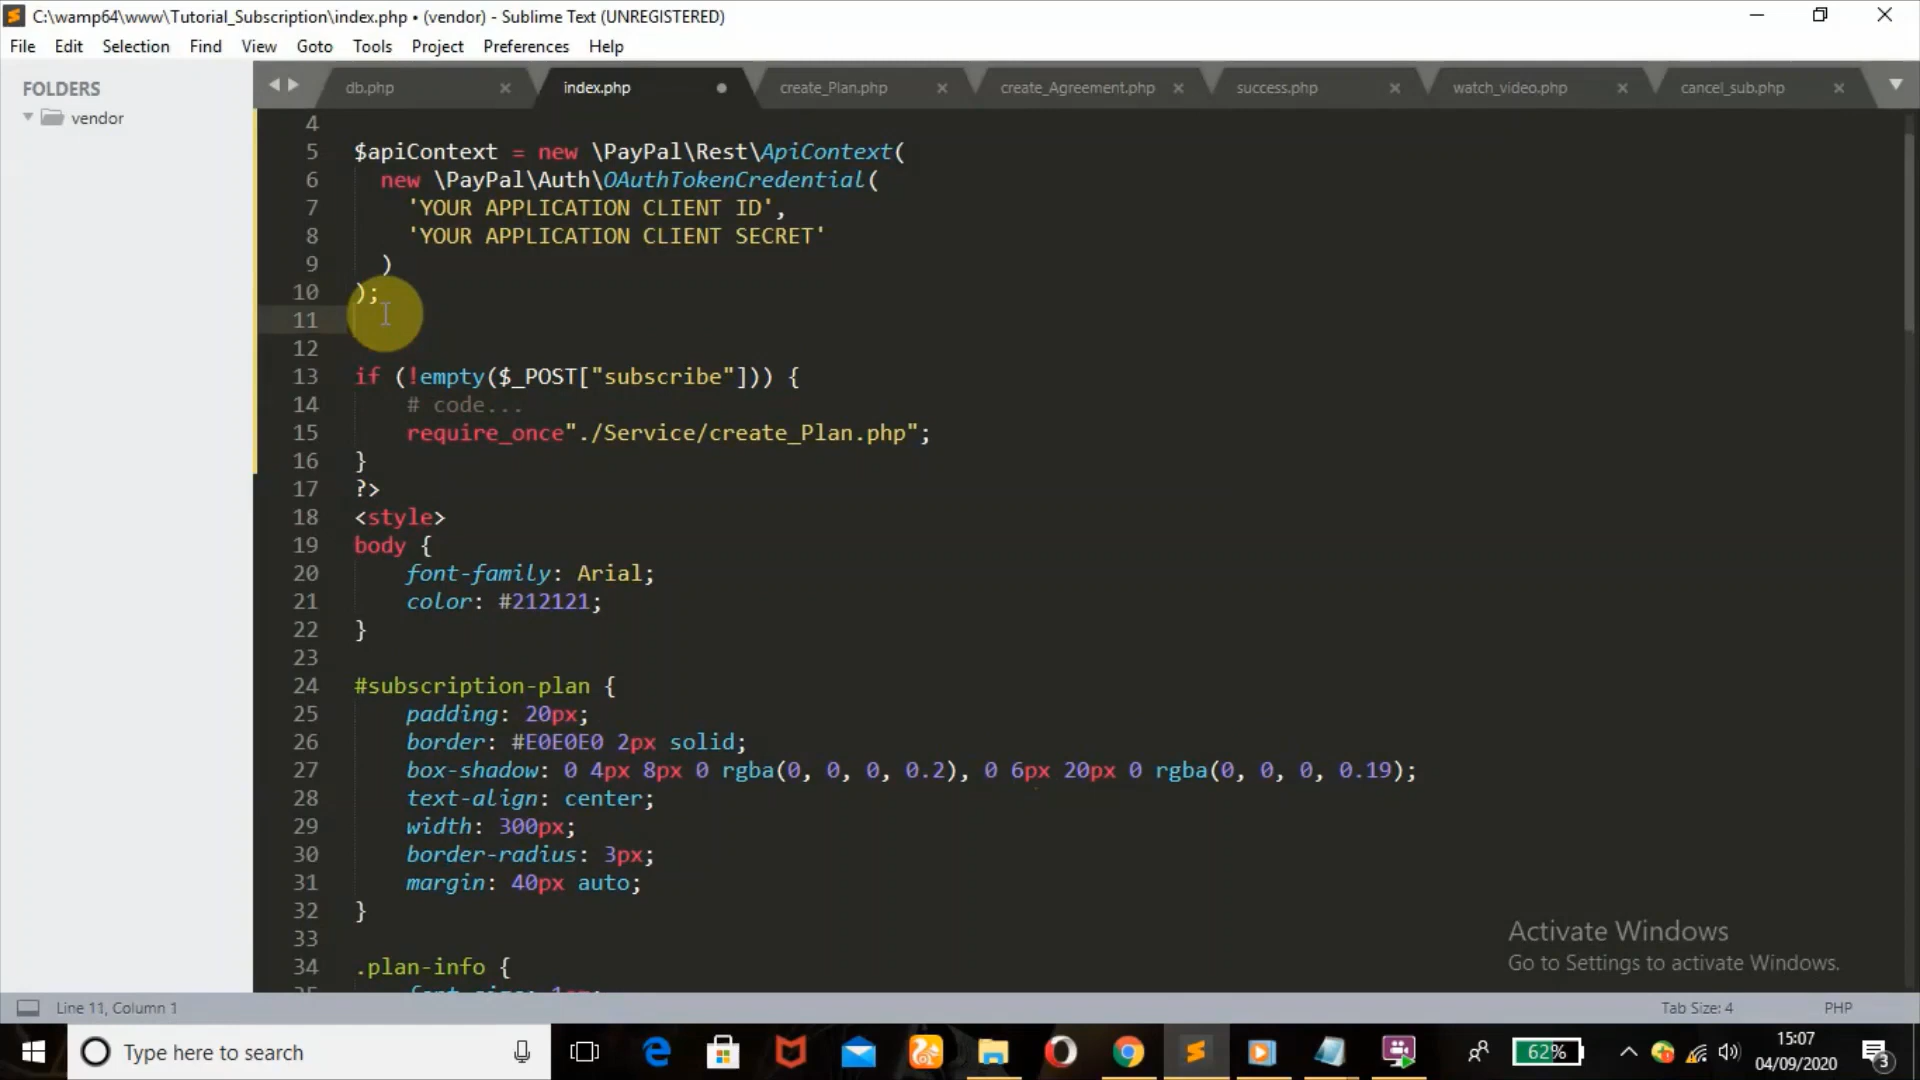 C:\wamp64\www\Tutorial_Subscription\index.php • (vendor) - Sublime Text (UNREGISTERED)
File Edit Selection Find View Goto Tools Project Preferences Help
FOLDERS
vendor
db.php index.php create_Plan.php create_Agreement.php success.php watch_video.php cancel_sub.php
4
5 $apiContext = new \PayPal\Rest\ApiContext(
6 new \PayPal\Auth\OAuthTokenCredential(
7 'YOUR APPLICATION CLIENT ID',
8 'YOUR APPLICATION CLIENT SECRET'
9 )
10 );
11
12
13 if (!empty($_POST["subscribe"])) {
14 # code...
15 require_once"./Service/create_Plan.php";
16 }
17 ?>
18 <style>
19 body {
20 font-family: Arial;
21 color: #212121;
22 }
23
24 #subscription-plan {
25 padding: 20px;
26 border: #E0E0E0 2px solid;
27 box-shadow: 0 4px 8px 0 rgba(0, 0, 0, 0.2), 0 6px 20px 0 rgba(0, 0, 0, 0.19);
28 text-align: center;
29 width: 300px;
30 border-radius: 3px;
31 margin: 40px auto;
32 }
33
34 .plan-info {
Activate Windows
Go to Settings to activate Windows.
Line 11, Column 1
Tab Size: 4
PHP
Type here to search
62%
15:07
04/09/2020
3